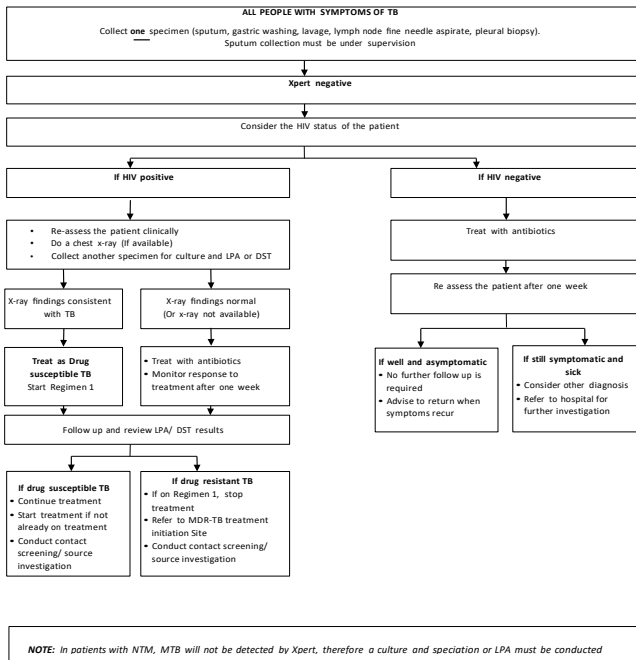 ALL PEOPLE WITH SYMPTOMS OF TB
Collect one specimen (sputum, gastric washing, lavage, lymph node fine needle aspirate, pleural biopsy).
Sputum collection must be under supervision
Xpert negative
Consider the HIV status of the patient
If HIV positive
• Re-assess the patient clinically
• Do a chest x-ray (If available)
• Collect another specimen for culture and LPA or DST
X-ray findings consistent
with TB
X-ray findings normal
(Or x-ray not available)
Treat as Drug
susceptible TB
Start Regimen 1
• Treat with antibiotics
• Monitor response to
treatment after one week
Follow up and review LPA/ DST results
If drug susceptible TB
• Continue treatment
• Start treatment if not
already on treatment
• Conduct contact
screening/ source
investigation
If drug resistant TB
• If on Regimen 1, stop
treatment
• Refer to MDR-TB treatment
initiation Site
• Conduct contact screening/
source investigation
If HIV negative
Treat with antibiotics
Re assess the patient after one week
If well and asymptomatic
• No further follow up is
required
• Advise to return when
symptoms recur
If still symptomatic and
sick
• Consider other diagnosis
• Refer to hospital for
further investigation
NOTE: In patients with NTM, MTB will not be detected by Xpert, therefore a culture and speciation or LPA must be conducted